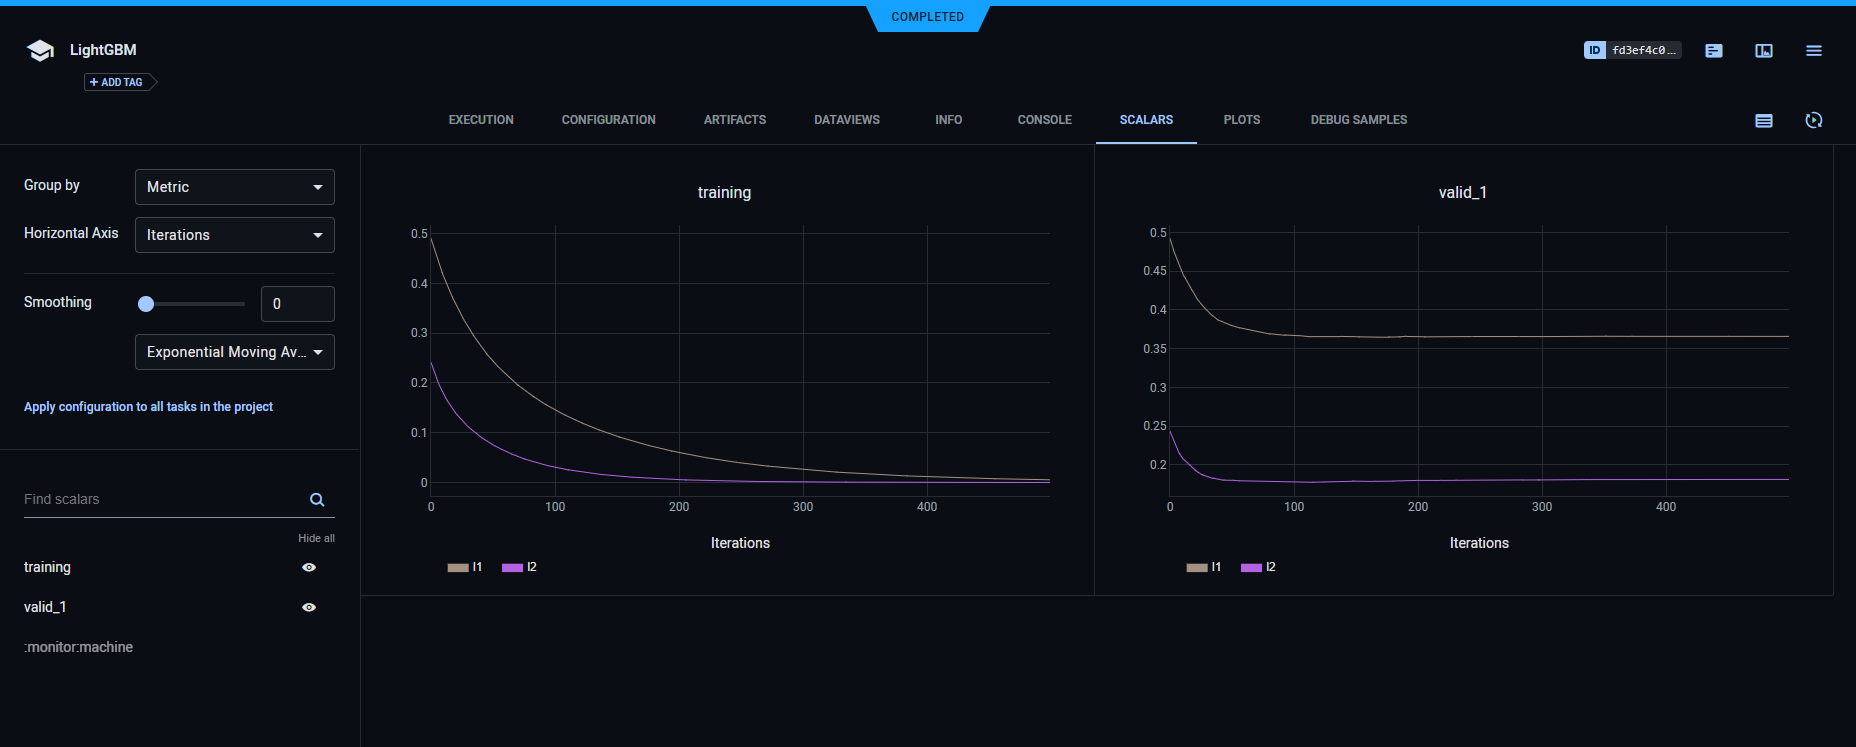 COMPLETED
LightGBM
ID fd3ef4c0...
+ ADD TAG
EXECUTION CONFIGURATION ARTIFACTS DATAVIEWS INFO CONSOLE SCALARS PLOTS DEBUG SAMPLES
Group by Metric
Horizontal Axis Iterations
Smoothing 0
Exponential Moving Av...
Apply configuration to all tasks in the project
Find scalars
Hide all
training
valid_1
:monitor:machine
training
0.5
0.4
0.3
0.2
0.1
0
0 100 200 300 400
Iterations
l1 l2
valid_1
0.5
0.45
0.4
0.35
0.3
0.25
0.2
0 100 200 300 400
Iterations
l1 l2